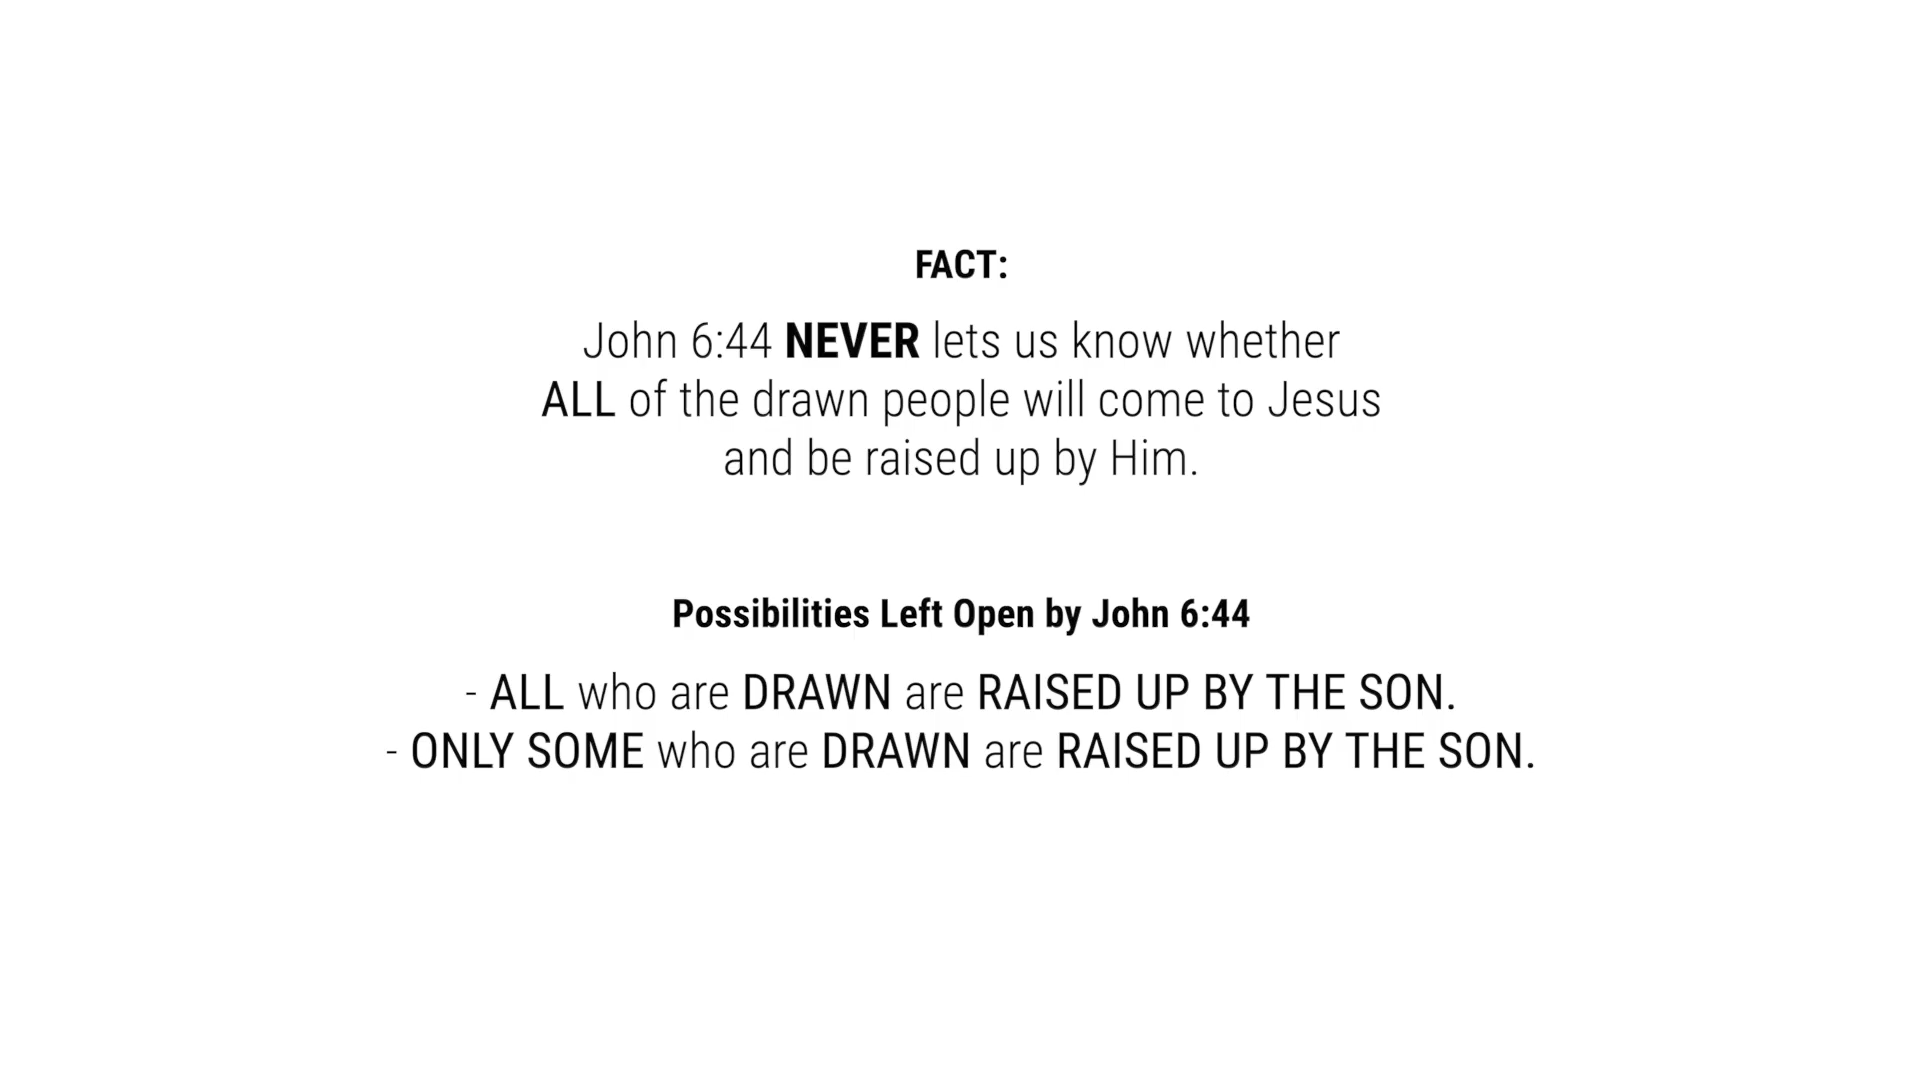 FACT:
John 6:44 NEVER lets us know whether
ALL of the drawn people will come to Jesus
and be raised up by Him.
Possibilities Left Open by John 6:44
- ALL who are DRAWN are RAISED UP BY THE SON.
- ONLY SOME who are DRAWN are RAISED UP BY THE SON.